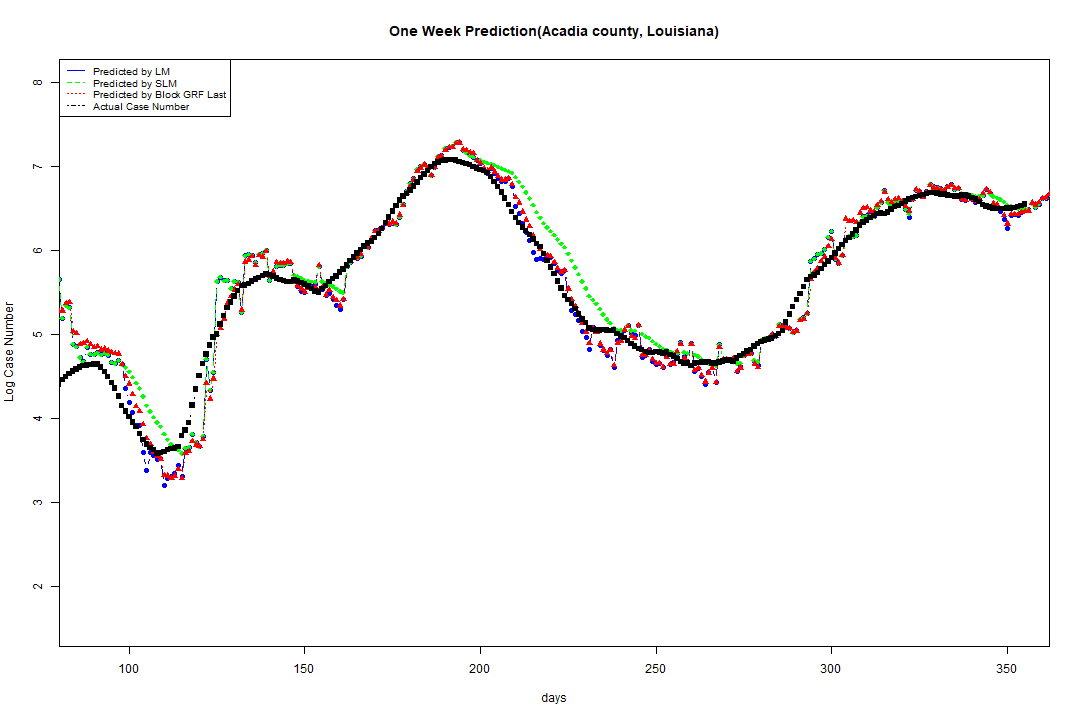 One Week Prediction(Acadia county, Louisiana)
Predicted by LM
Predicted by SLM
Predicted by Block GRF Last
Actual Case Number
8
7
6
5
4
3
2
Log Case Number
100 150 200 250 300 350
days